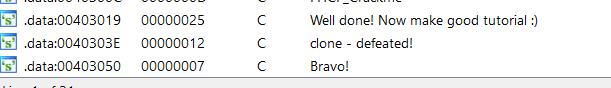 .data:00403019 00000025 C Well done! Now make good tutorial :)
.data:0040303E 00000012 C clone - defeated!
.data:00403050 00000007 C Bravo!